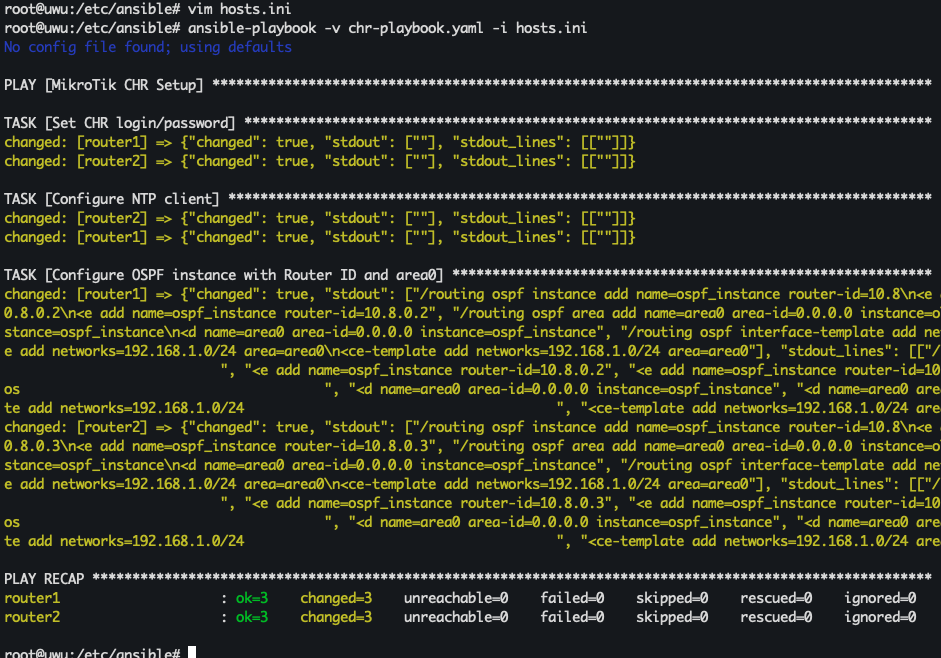 root@uwu:/etc/ansible# vim hosts.ini
root@uwu:/etc/ansible# ansible-playbook -v chr-playbook.yaml -i hosts.ini
No config file found; using defaults
PLAY [MikroTik CHR Setup] ******************************************************************************************
TASK [Set CHR login/password] **************************************************************************************
changed: [router1] => {"changed": true, "stdout": [""], "stdout_lines": [[""]]}
changed: [router2] => {"changed": true, "stdout": [""], "stdout_lines": [[""]]}
TASK [Configure NTP client] ****************************************************************************************
changed: [router2] => {"changed": true, "stdout": [""], "stdout_lines": [[""]]}
changed: [router1] => {"changed": true, "stdout": [""], "stdout_lines": [[""]]}
TASK [Configure OSPF instance with Router ID and area0] ************************************************************
changed: [router1] => {"changed": true, "stdout": ["/routing ospf instance add name=ospf_instance router-id=10.8\n<e
0.8.0.2\n<e add name=ospf_instance router-id=10.8.0.2", "/routing ospf area add name=area0 area-id=0.0.0.0 instance=o
stance=ospf_instance\n<d name=area0 area-id=0.0.0.0 instance=ospf_instance", "/routing ospf interface-template add ne
e add networks=192.168.1.0/24 area=area0\n<ce-template add networks=192.168.1.0/24 area=area0"], "stdout_lines": [["/
", "<e add name=ospf_instance router-id=10.8.0.2", "<e add name=ospf_instance router-id=10
os                                      ", "<d name=area0 area-id=0.0.0.0 instance=ospf_instance", "<d name=area0 are
te add networks=192.168.1.0/24                                       ", "<ce-template add networks=192.168.1.0/24 are
changed: [router2] => {"changed": true, "stdout": ["/routing ospf instance add name=ospf_instance router-id=10.8\n<e
0.8.0.3\n<e add name=ospf_instance router-id=10.8.0.3", "/routing ospf area add name=area0 area-id=0.0.0.0 instance=o
stance=ospf_instance\n<d name=area0 area-id=0.0.0.0 instance=ospf_instance", "/routing ospf interface-template add ne
e add networks=192.168.1.0/24 area=area0\n<ce-template add networks=192.168.1.0/24 area=area0"], "stdout_lines": [["/
", "<e add name=ospf_instance router-id=10.8.0.3", "<e add name=ospf_instance router-id=10
os                                      ", "<d name=area0 area-id=0.0.0.0 instance=ospf_instance", "<d name=area0 are
te add networks=192.168.1.0/24                                       ", "<ce-template add networks=192.168.1.0/24 are
PLAY RECAP *********************************************************************************************************
router1                    : ok=3    changed=3    unreachable=0    failed=0    skipped=0    rescued=0    ignored=0
router2                    : ok=3    changed=3    unreachable=0    failed=0    skipped=0    rescued=0    ignored=0
root@uwu:/etc/ansible#